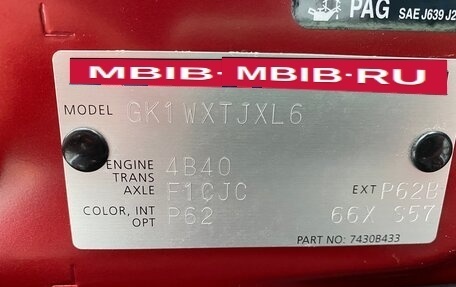 PAG SAE J639 J2
MBIB· MBIB-RU
MODEL GK1WXTJXL6
ENGINE 4B40
TRANS AXLE F1CJC EXT P62B
COLOR, INT P62 66X S57
OPT
PART NO: 7430B433